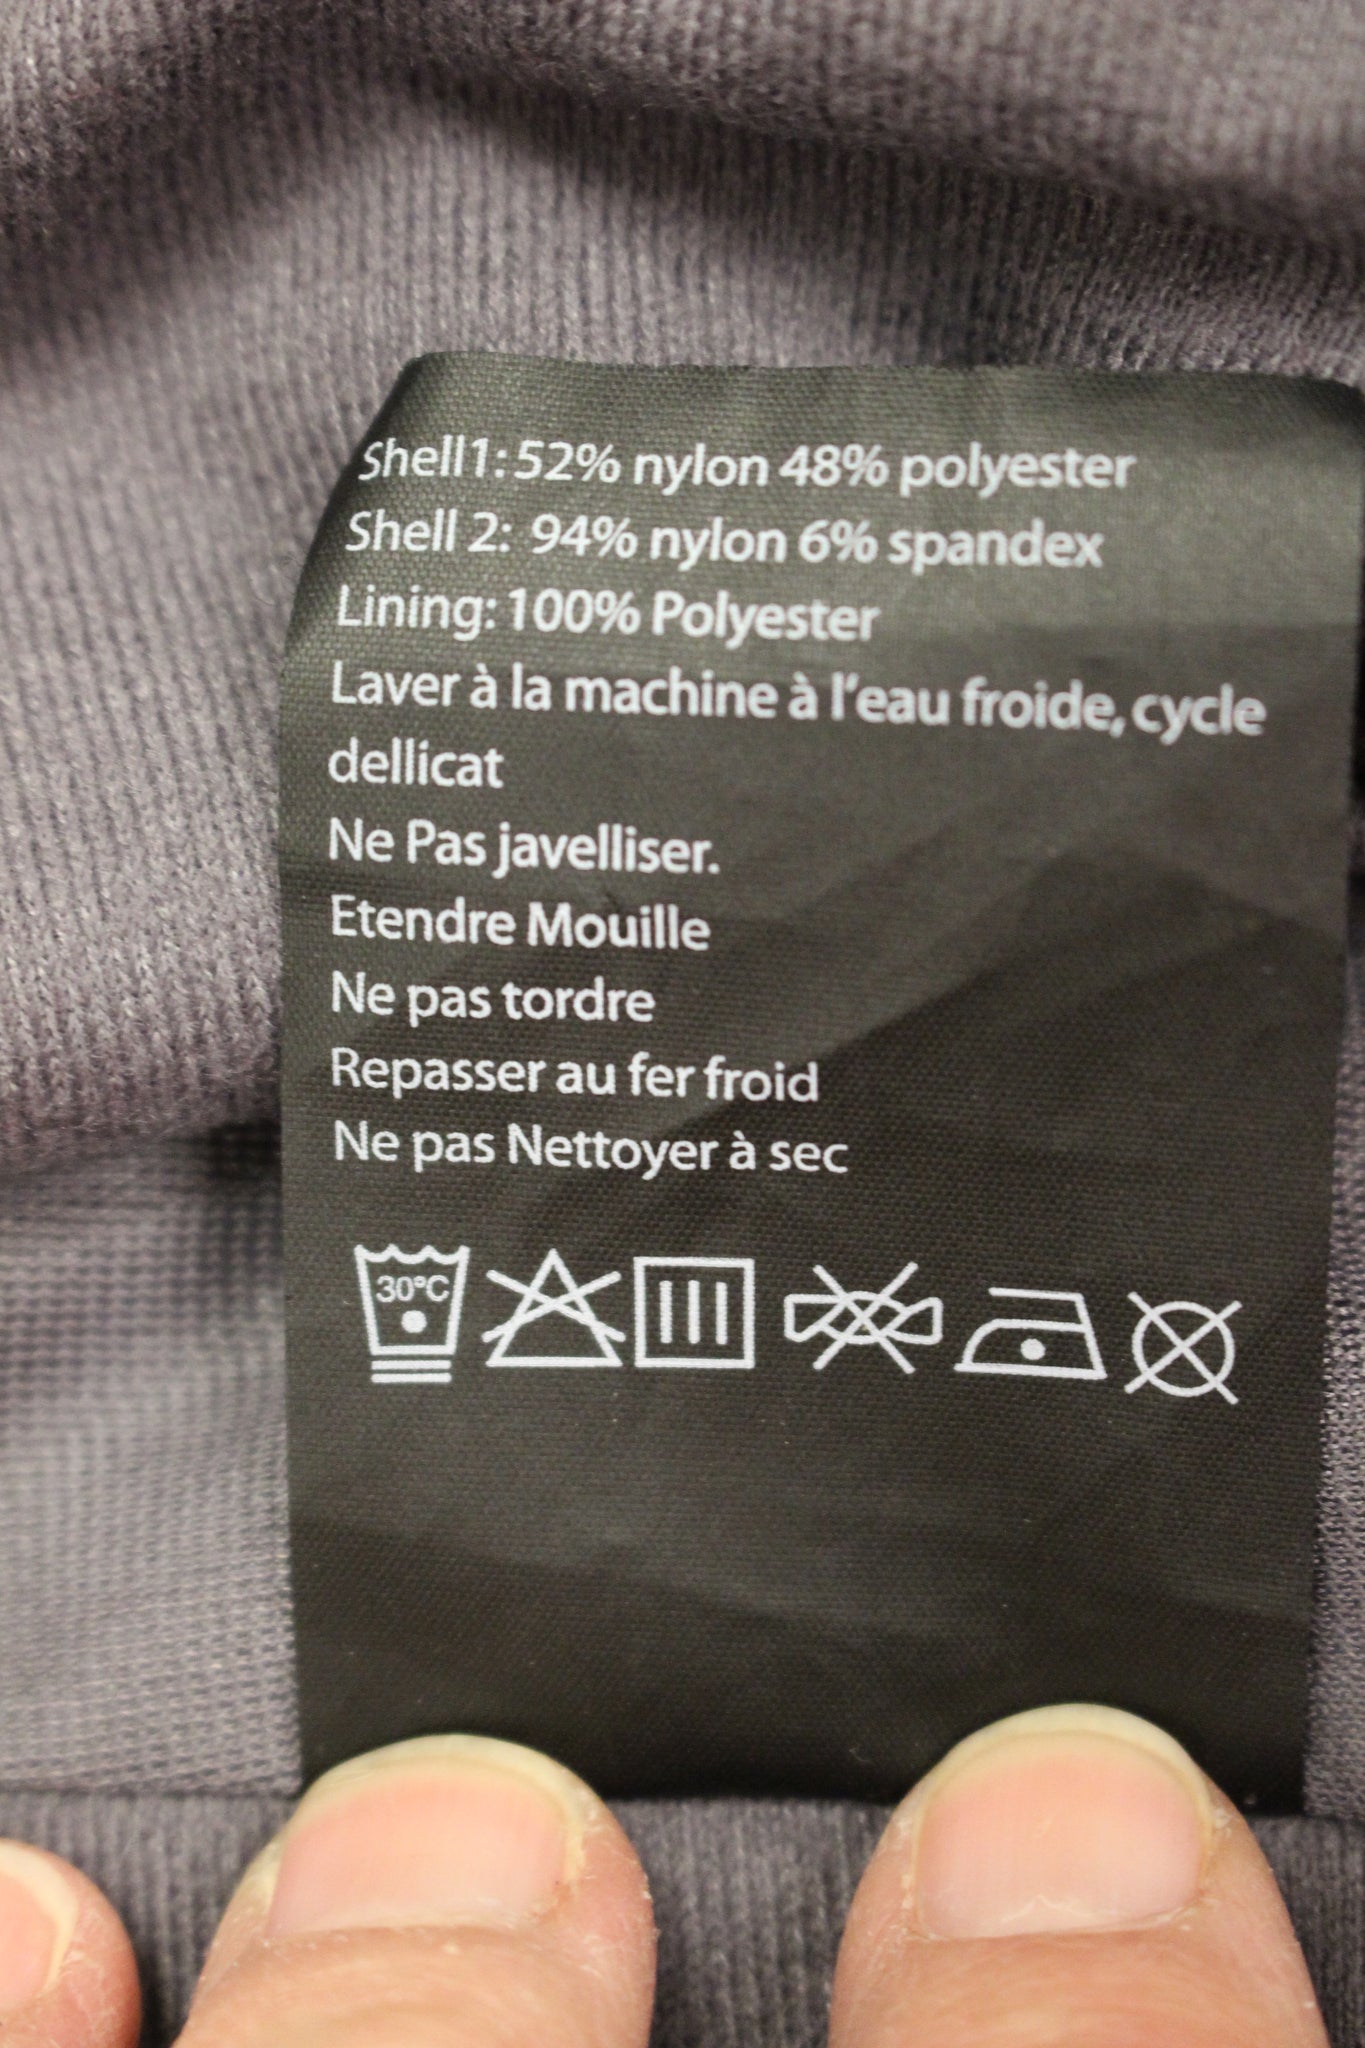 Shell1: 52% nylon 48% polyester
Shell 2: 94% nylon 6% spandex
Lining: 100% Polyester
Laver à la machine à l'eau froide, cycle
dellicat
Ne Pas javelliser.
Etendre Mouille
Ne pas tordre
Repasser au fer froid
Ne pas Nettoyer à sec
30°C